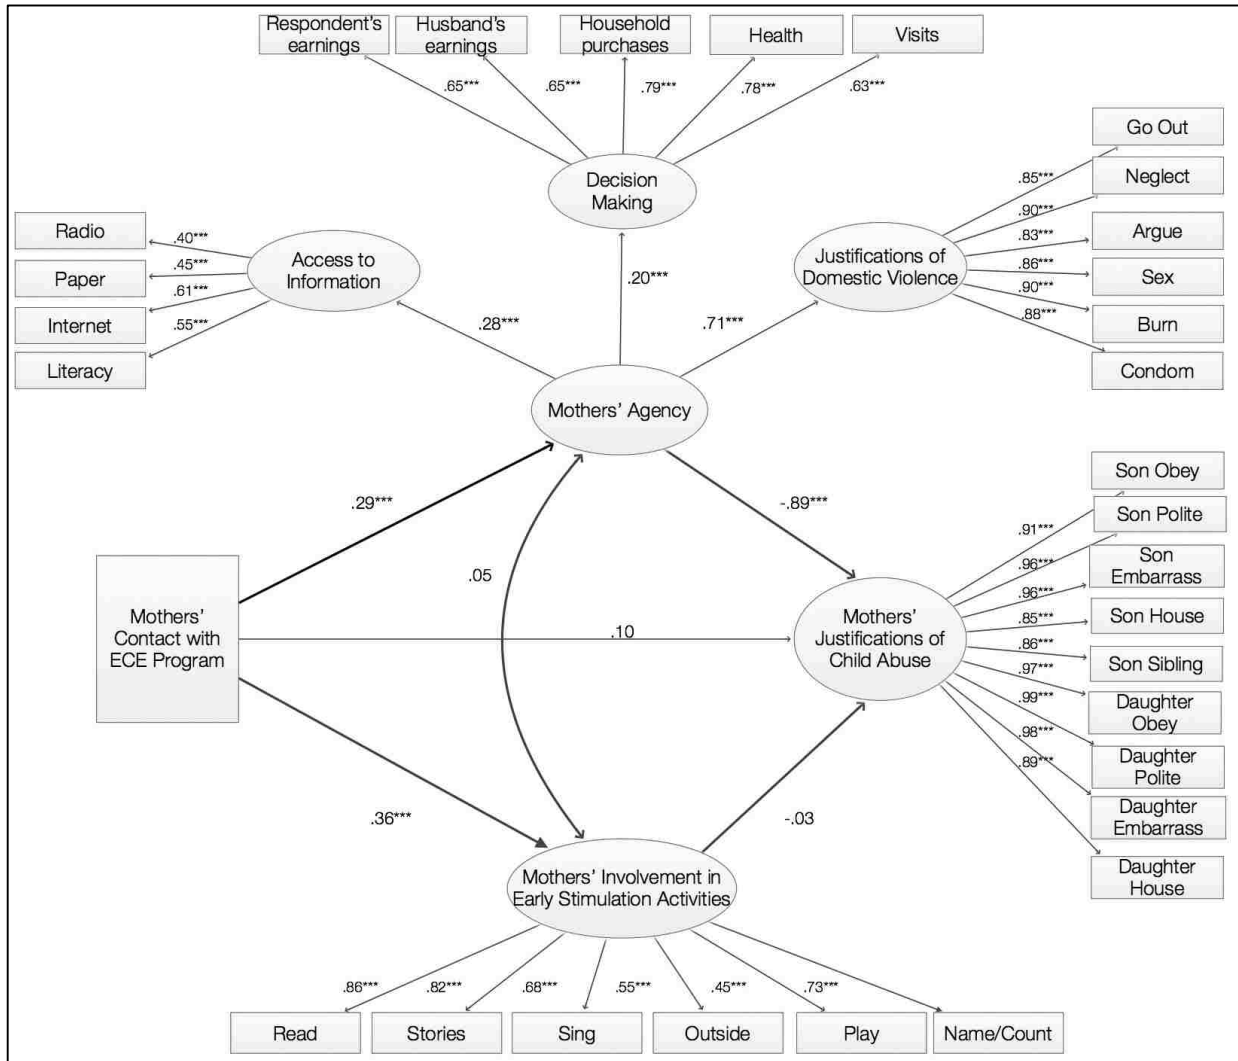 Respondent's
earnings
Husband's
earnings
Household
purchases
Health
Visits
.65***
.65***
.79***
.78***
.63***
Decision
Making
Go Out
Neglect
Argue
Sex
Burn
Condom
.85***
.90***
.83***
.86***
.90***
.88***
Justifications of
Domestic Violence
Radio
Paper
Internet
Literacy
.40***
.45***
.61***
.55***
Access to
Information
.28***
.20***
.71***
Mothers' Agency
.29***
-.89***
.05
Mothers'
Contact with
ECE Program
.10
Mothers'
Justifications of
Child Abuse
.91***
.96***
.96***
.85***
.86***
.97***
.99***
.98***
.89***
Son Obey
Son Polite
Son
Embarrass
Son House
Son Sibling
Daughter
Obey
Daughter
Polite
Daughter
Embarrass
Daughter
House
.36***
-.03
Mothers' Involvement in
Early Stimulation Activities
.86***
.82***
.68***
.55***
.45***
.73***
Read
Stories
Sing
Outside
Play
Name/Count